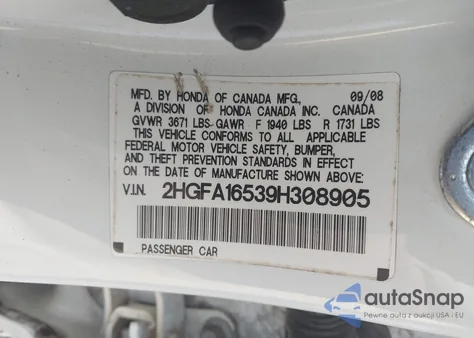 MFD. BY HONDA OF CANADA MFG., 09/08
A DIVISION OF HONDA CANADA INC. CANADA
GVWR 3671 LBS-GAWR F 1940 LBS R 1731 LBS
THIS VEHICLE CONFORMS TO ALL APPLICABLE
FEDERAL MOTOR VEHICLE SAFETY, BUMPER,
AND THEFT PREVENTION STANDARDS IN EFFECT
ON THE DATE OF MANUFACTURE SHOWN ABOVE:
V.I.N. 2HGFA16539H308905
PASSENGER CAR
autoSnap
Pewne auta z aukcji USA i EU